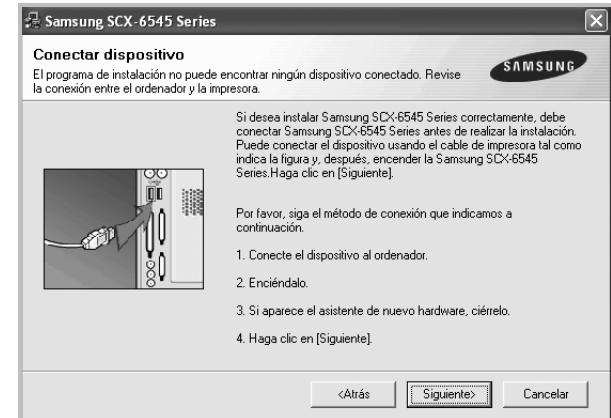 Samsung SCX-6545 Series
Conectar dispositivo
El programa de instalación no puede encontrar ningún dispositivo conectado. Revise
la conexión entre el ordenador y la impresora.
SAMSUNG
Si desea instalar Samsung SCX-6545 Series correctamente, debe
conectar Samsung SCX-6545 Series antes de realizar la instalación.
Puede conectar el dispositivo usando el cable de impresora tal como
indica la figura y, después, encender la Samsung SCX-6545
Series.Haga clic en [Siguiente].
Por favor, siga el método de conexión que indicamos a
continuación.
1. Conecte el dispositivo al ordenador.
2. Enciéndalo.
3. Si aparece el asistente de nuevo hardware, ciérrelo.
4. Haga clic en [Siguiente].
<Atrás
Siguiente>
Cancelar